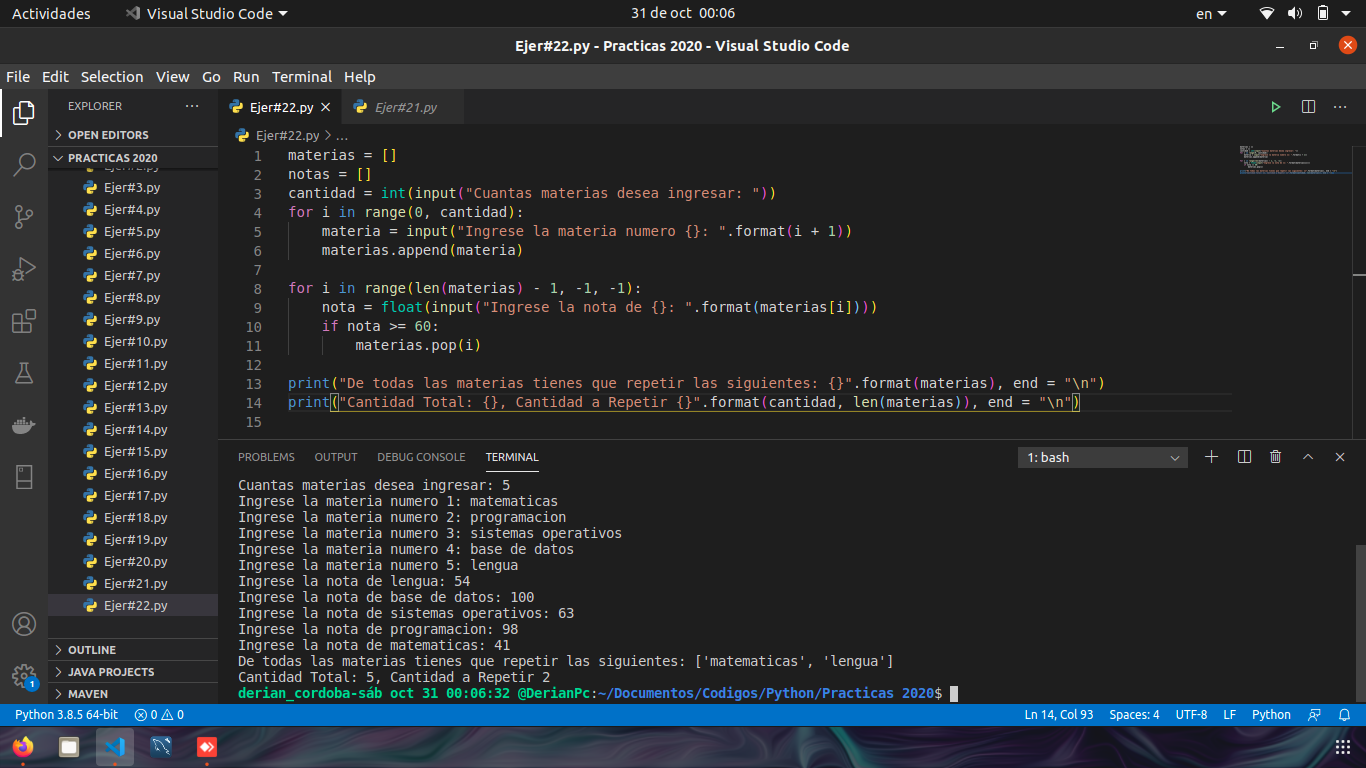 Actividades
Visual Studio Code
31 de oct 00:06
en
Ejer#22.py - Practicas 2020 - Visual Studio Code
File Edit Selection View Go Run Terminal Help
EXPLORER
OPEN EDITORS
PRACTICAS 2020
Ejer#2.py
Ejer#3.py
Ejer#4.py
Ejer#5.py
Ejer#6.py
Ejer#7.py
Ejer#8.py
Ejer#9.py
Ejer#10.py
Ejer#11.py
Ejer#12.py
Ejer#13.py
Ejer#14.py
Ejer#15.py
Ejer#16.py
Ejer#17.py
Ejer#18.py
Ejer#19.py
Ejer#20.py
Ejer#21.py
Ejer#22.py
OUTLINE
JAVA PROJECTS
MAVEN
1
Ejer#22.py
Ejer#21.py
Ejer#22.py > ...
1 materias = []
2 notas = []
3 cantidad = int(input("Cuantas materias desea ingresar: "))
4 for i in range(0, cantidad):
5 materia = input("Ingrese la materia numero {}: ".format(i + 1))
6 materias.append(materia)
7
8 for i in range(len(materias) - 1, -1, -1):
9 nota = float(input("Ingrese la nota de {}: ".format(materias[i])))
10 if nota >= 60:
11 materias.pop(i)
12
13 print("De todas las materias tienes que repetir las siguientes: {}".format(materias), end = "\n")
14 print("Cantidad Total: {}, Cantidad a Repetir {}".format(cantidad, len(materias)), end = "\n")
15
PROBLEMS OUTPUT DEBUG CONSOLE TERMINAL
1: bash
Cuantas materias desea ingresar: 5
Ingrese la materia numero 1: matematicas
Ingrese la materia numero 2: programacion
Ingrese la materia numero 3: sistemas operativos
Ingrese la materia numero 4: base de datos
Ingrese la materia numero 5: lengua
Ingrese la nota de lengua: 54
Ingrese la nota de base de datos: 100
Ingrese la nota de sistemas operativos: 63
Ingrese la nota de programacion: 98
Ingrese la nota de matematicas: 41
De todas las materias tienes que repetir las siguientes: ['matematicas', 'lengua']
Cantidad Total: 5, Cantidad a Repetir 2
derian_cordoba-sáb oct 31 00:06:32 @DerianPc:~/Documentos/Codigos/Python/Practicas 2020$
Python 3.8.5 64-bit
0
0
Ln 14, Col 93
Spaces: 4
UTF-8
LF
Python